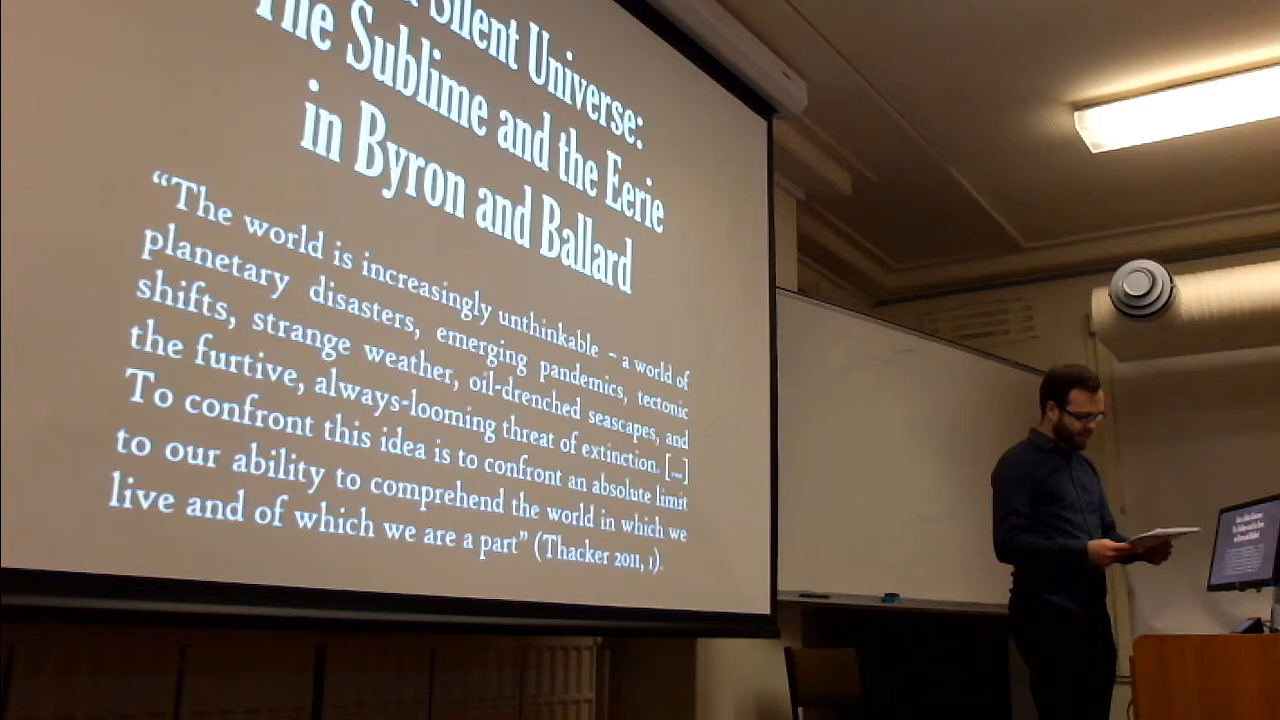 Silent Universe:
The Sublime and the Eerie
in Byron and Ballard
“The world is increasingly unthinkable – a world of
planetary disasters, emerging pandemics, tectonic
shifts, strange weather, oil-drenched seascapes, and
the furtive, always-looming threat of extinction. [...]
To confront this idea is to confront an absolute limit
to our ability to comprehend the world in which we
live and of which we are a part” (Thacker 2011, 1).